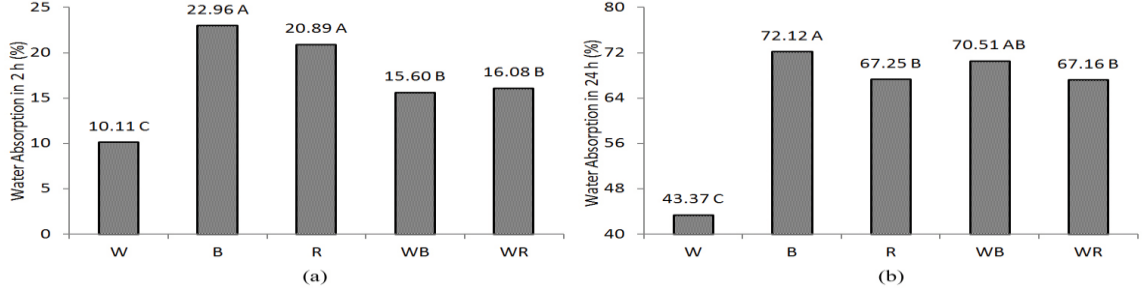 Water Absorption in 2 h (%)
25
20
15
10
5
0
10.11 C
22.96 A
20.89 A
15.60 B
16.08 B
W B R WB WR
(a)
Water Absorption in 24 h (%)
80
72
64
56
48
40
43.37 C
72.12 A
67.25 B
70.51 AB
67.16 B
W B R WB WR
(b)